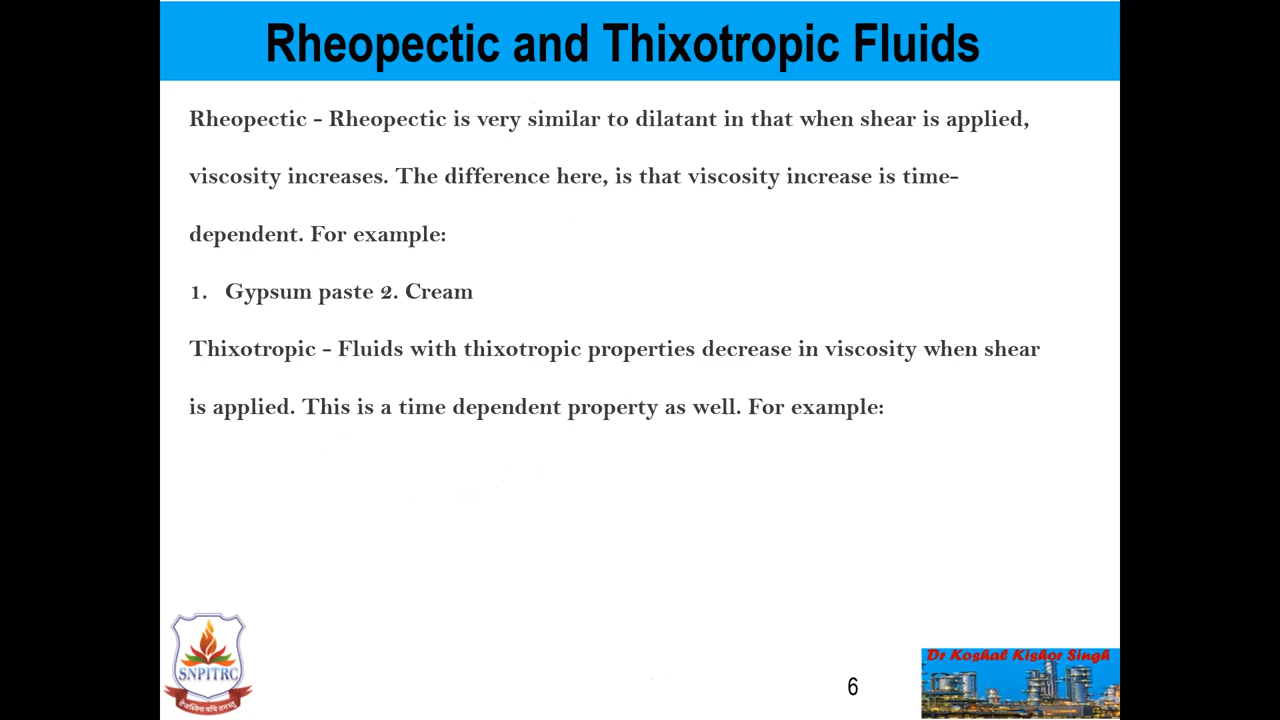 Rheopectic and Thixotropic Fluids
Rheopectic - Rheopectic is very similar to dilatant in that when shear is applied,
viscosity increases. The difference here, is that viscosity increase is time-
dependent. For example:
1. Gypsum paste 2. Cream
Thixotropic - Fluids with thixotropic properties decrease in viscosity when shear
is applied. This is a time dependent property as well. For example:
SNPITRC
6
Dr Koshal Kishor Singh